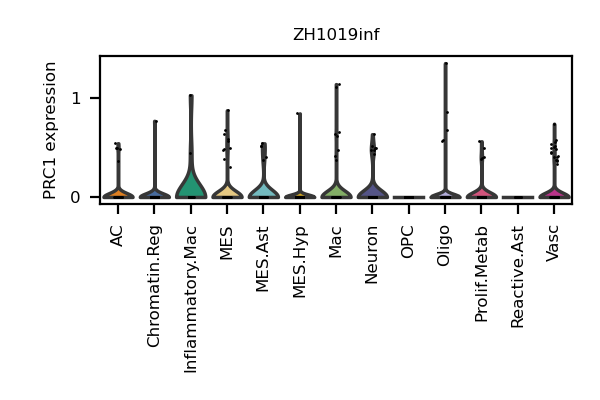 ZH1019inf
PRC1 expression
1
0
AC
Chromatin.Reg
Inflammatory.Mac
MES
MES.Ast
MES.Hyp
Mac
Neuron
OPC
Oligo
Prolif.Metab
Reactive.Ast
Vasc